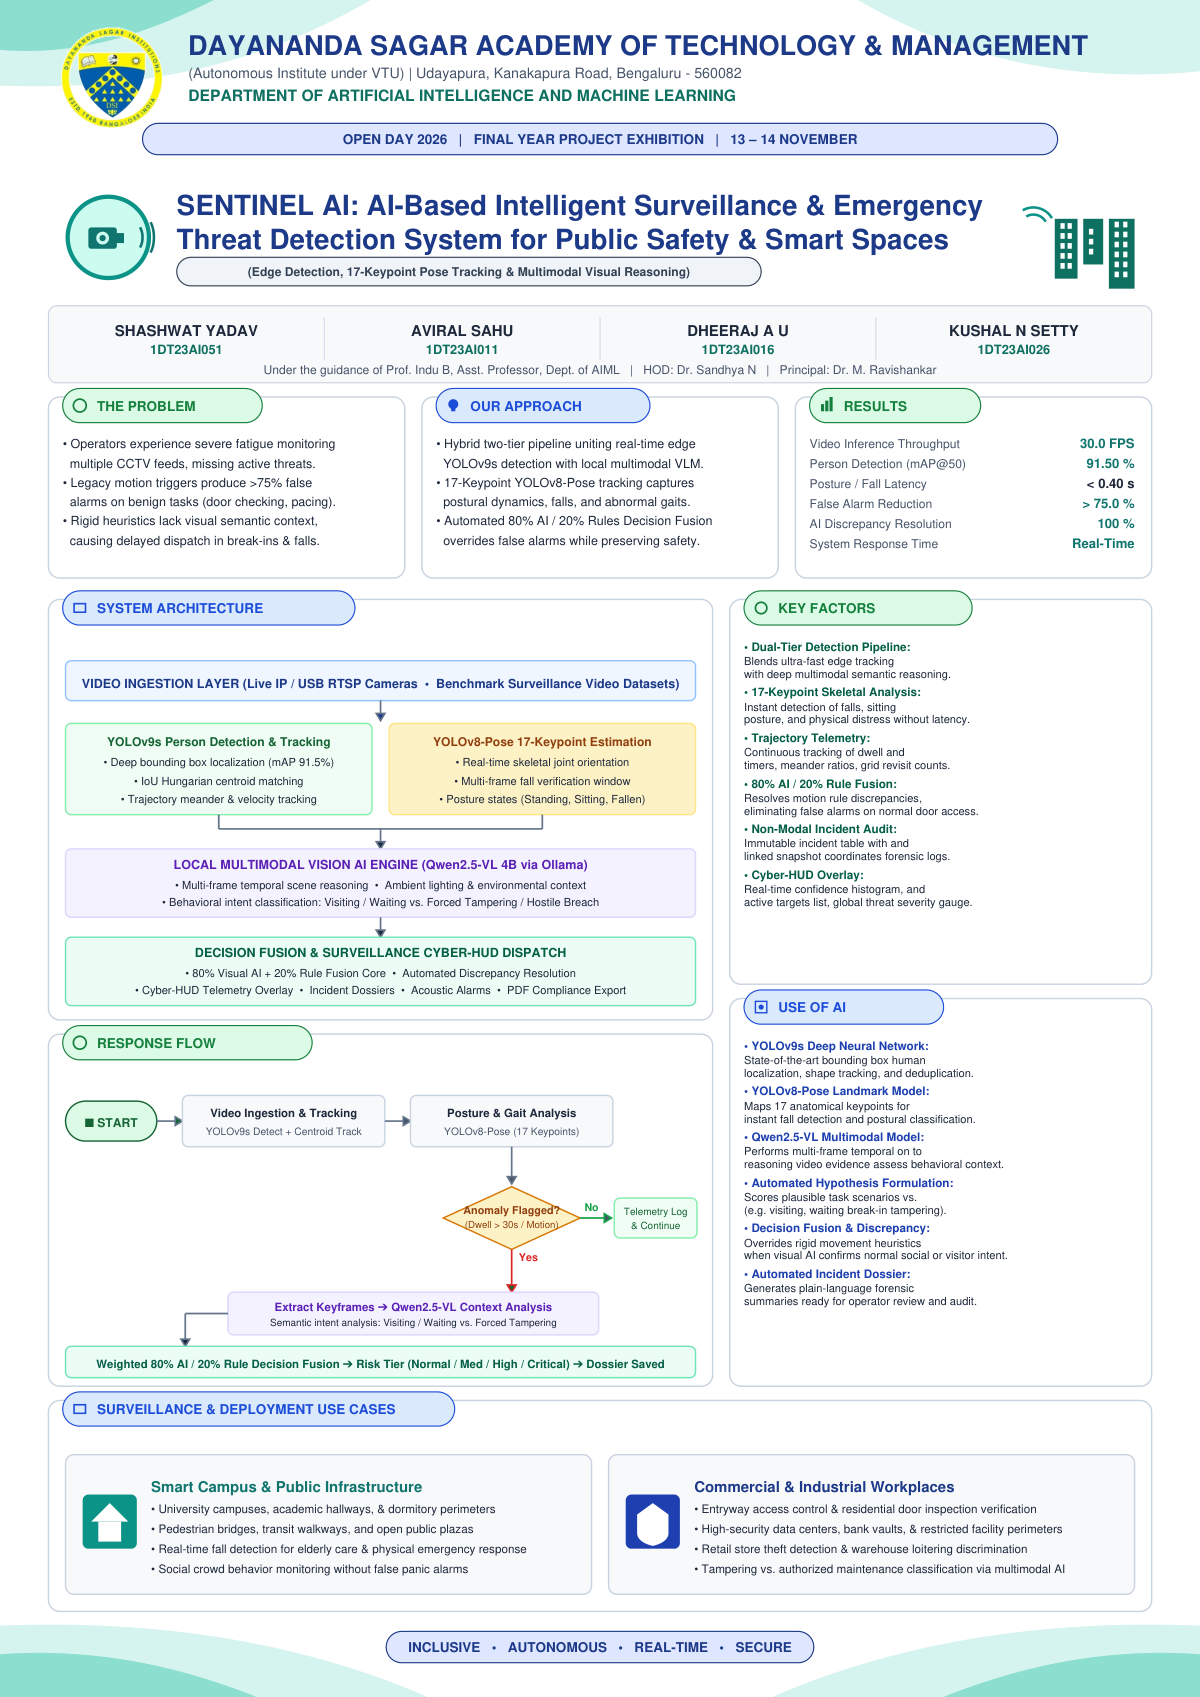 DAYANANDA SAGAR INSTITUTIONS
ESTD. 1960 BANGALORE INDIA
DSI
DAYANANDA SAGAR ACADEMY OF TECHNOLOGY & MANAGEMENT
(Autonomous Institute under VTU) | Udayapura, Kanakapura Road, Bengaluru - 560082
DEPARTMENT OF ARTIFICIAL INTELLIGENCE AND MACHINE LEARNING
OPEN DAY 2026 | FINAL YEAR PROJECT EXHIBITION | 13 – 14 NOVEMBER
SENTINEL AI: AI-Based Intelligent Surveillance & Emergency
Threat Detection System for Public Safety & Smart Spaces
(Edge Detection, 17-Keypoint Pose Tracking & Multimodal Visual Reasoning)
SHASHWAT YADAV
1DT23AI051
AVIRAL SAHU
1DT23AI011
DHEERAJ A U
1DT23AI016
KUSHAL N SETTY
1DT23AI026
Under the guidance of Prof. Indu B, Asst. Professor, Dept. of AIML | HOD: Dr. Sandhya N | Principal: Dr. M. Ravishankar
THE PROBLEM
• Operators experience severe fatigue monitoring
multiple CCTV feeds, missing active threats.
• Legacy motion triggers produce >75% false
alarms on benign tasks (door checking, pacing).
• Rigid heuristics lack visual semantic context,
causing delayed dispatch in break-ins & falls.
OUR APPROACH
• Hybrid two-tier pipeline uniting real-time edge
YOLOv9s detection with local multimodal VLM.
• 17-Keypoint YOLOv8-Pose tracking captures
postural dynamics, falls, and abnormal gaits.
• Automated 80% AI / 20% Rules Decision Fusion
overrides false alarms while preserving safety.
RESULTS
Video Inference Throughput 30.0 FPS
Person Detection (mAP@50) 91.50 %
Posture / Fall Latency < 0.40 s
False Alarm Reduction > 75.0 %
AI Discrepancy Resolution 100 %
System Response Time Real-Time
SYSTEM ARCHITECTURE
VIDEO INGESTION LAYER (Live IP / USB RTSP Cameras • Benchmark Surveillance Video Datasets)
YOLOv9s Person Detection & Tracking
• Deep bounding box localization (mAP 91.5%)
• IoU Hungarian centroid matching
• Trajectory meander & velocity tracking
YOLOv8-Pose 17-Keypoint Estimation
• Real-time skeletal joint orientation
• Multi-frame fall verification window
• Posture states (Standing, Sitting, Fallen)
LOCAL MULTIMODAL VISION AI ENGINE (Qwen2.5-VL 4B via Ollama)
• Multi-frame temporal scene reasoning • Ambient lighting & environmental context
• Behavioral intent classification: Visiting / Waiting vs. Forced Tampering / Hostile Breach
DECISION FUSION & SURVEILLANCE CYBER-HUD DISPATCH
• 80% Visual AI + 20% Rule Fusion Core • Automated Discrepancy Resolution
• Cyber-HUD Telemetry Overlay • Incident Dossiers • Acoustic Alarms • PDF Compliance Export
KEY FACTORS
• Dual-Tier Detection Pipeline:
Blends ultra-fast edge tracking
with deep multimodal semantic reasoning.
• 17-Keypoint Skeletal Analysis:
Instant detection of falls, sitting
posture, and physical distress without latency.
• Trajectory Telemetry:
Continuous tracking of dwell and
timers, meander ratios, grid revisit counts.
• 80% AI / 20% Rule Fusion:
Resolves motion rule discrepancies,
eliminating false alarms on normal door access.
• Non-Modal Incident Audit:
Immutable incident table with and
linked snapshot coordinates forensic logs.
• Cyber-HUD Overlay:
Real-time confidence histogram, and
active targets list, global threat severity gauge.
RESPONSE FLOW
START
Video Ingestion & Tracking
YOLOv9s Detect + Centroid Track
Posture & Gait Analysis
YOLOv8-Pose (17 Keypoints)
Anomaly Flagged?
(Dwell > 30s / Motion)
No
Telemetry Log
& Continue
Yes
Extract Keyframes ➔ Qwen2.5-VL Context Analysis
Semantic intent analysis: Visiting / Waiting vs. Forced Tampering
Weighted 80% AI / 20% Rule Decision Fusion ➔ Risk Tier (Normal / Med / High / Critical) ➔ Dossier Saved
USE OF AI
• YOLOv9s Deep Neural Network:
State-of-the-art bounding box human
localization, shape tracking, and deduplication.
• YOLOv8-Pose Landmark Model:
Maps 17 anatomical keypoints for
instant fall detection and postural classification.
• Qwen2.5-VL Multimodal Model:
Performs multi-frame temporal on to
reasoning video evidence assess behavioral context.
• Automated Hypothesis Formulation:
Scores plausible task scenarios vs.
(e.g. visiting, waiting break-in tampering).
• Decision Fusion & Discrepancy:
Overrides rigid movement heuristics
when visual AI confirms normal social or visitor intent.
• Automated Incident Dossier:
Generates plain-language forensic
summaries ready for operator review and audit.
SURVEILLANCE & DEPLOYMENT USE CASES
Smart Campus & Public Infrastructure
• University campuses, academic hallways, & dormitory perimeters
• Pedestrian bridges, transit walkways, and open public plazas
• Real-time fall detection for elderly care & physical emergency response
• Social crowd behavior monitoring without false panic alarms
Commercial & Industrial Workplaces
• Entryway access control & residential door inspection verification
• High-security data centers, bank vaults, & restricted facility perimeters
• Retail store theft detection & warehouse loitering discrimination
• Tampering vs. authorized maintenance classification via multimodal AI
INCLUSIVE • AUTONOMOUS • REAL-TIME • SECURE